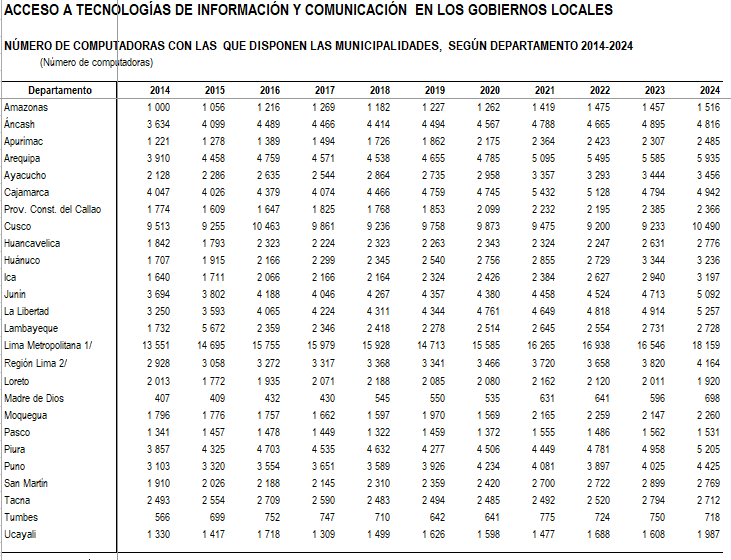 ACCESO A TECNOLOGÍAS DE INFORMACIÓN Y COMUNICACIÓN EN LOS GOBIERNOS LOCALES
NÚMERO DE COMPUTADORAS CON LAS QUE DISPONEN LAS MUNICIPALIDADES, SEGÚN DEPARTAMENTO 2014-2024
(Número de computadoras)
Departamento 2014 2015 2016 2017 2018 2019 2020 2021 2022 2023 2024
Amazonas 1 000 1 056 1 216 1 269 1 182 1 227 1 262 1 419 1 475 1 457 1 516
Áncash 3 634 4 099 4 489 4 466 4 414 4 494 4 567 4 788 4 665 4 895 4 816
Apurímac 1 221 1 278 1 389 1 494 1 726 1 862 2 175 2 364 2 423 2 307 2 485
Arequipa 3 910 4 458 4 759 4 571 4 538 4 655 4 785 5 095 5 495 5 585 5 935
Ayacucho 2 128 2 286 2 635 2 544 2 864 2 735 2 958 3 357 3 293 3 444 3 456
Cajamarca 4 047 4 026 4 379 4 074 4 466 4 759 4 745 5 432 5 128 4 794 4 942
Prov. Const. del Callao 1 774 1 609 1 647 1 825 1 768 1 853 2 099 2 232 2 195 2 385 2 366
Cusco 9 513 9 255 10 463 9 861 9 236 9 758 9 873 9 475 9 200 9 233 10 490
Huancavelica 1 842 1 793 2 323 2 224 2 323 2 263 2 343 2 324 2 247 2 631 2 776
Huánuco 1 707 1 915 2 166 2 299 2 345 2 540 2 756 2 855 2 729 3 344 3 236
Ica 1 640 1 711 2 066 2 166 2 164 2 324 2 426 2 384 2 627 2 940 3 197
Junín 3 694 3 802 4 188 4 046 4 267 4 357 4 380 4 458 4 524 4 713 5 092
La Libertad 3 250 3 593 4 065 4 224 4 311 4 344 4 761 4 649 4 818 4 914 5 257
Lambayeque 1 732 5 672 2 359 2 346 2 418 2 278 2 514 2 645 2 554 2 731 2 728
Lima Metropolitana 1/ 13 551 14 695 15 755 15 979 15 928 14 713 15 585 16 265 16 938 16 546 18 159
Región Lima 2/ 2 928 3 058 3 272 3 317 3 368 3 341 3 466 3 720 3 658 3 820 4 164
Loreto 2 013 1 772 1 935 2 071 2 188 2 085 2 080 2 162 2 120 2 011 1 920
Madre de Dios 407 409 432 430 545 550 535 631 641 596 698
Moquegua 1 796 1 776 1 757 1 662 1 597 1 970 1 569 2 165 2 259 2 147 2 260
Pasco 1 341 1 457 1 478 1 449 1 322 1 459 1 372 1 555 1 486 1 562 1 531
Piura 3 857 4 325 4 703 4 535 4 632 4 277 4 506 4 449 4 781 4 958 5 205
Puno 3 103 3 320 3 554 3 651 3 589 3 926 4 234 4 081 3 897 4 025 4 425
San Martín 1 910 2 026 2 188 2 145 2 310 2 359 2 420 2 700 2 722 2 899 2 769
Tacna 2 493 2 554 2 709 2 590 2 483 2 494 2 485 2 492 2 520 2 794 2 712
Tumbes 566 699 752 747 710 642 641 775 724 750 718
Ucayali 1 330 1 417 1 718 1 309 1 499 1 626 1 598 1 477 1 688 1 608 1 987